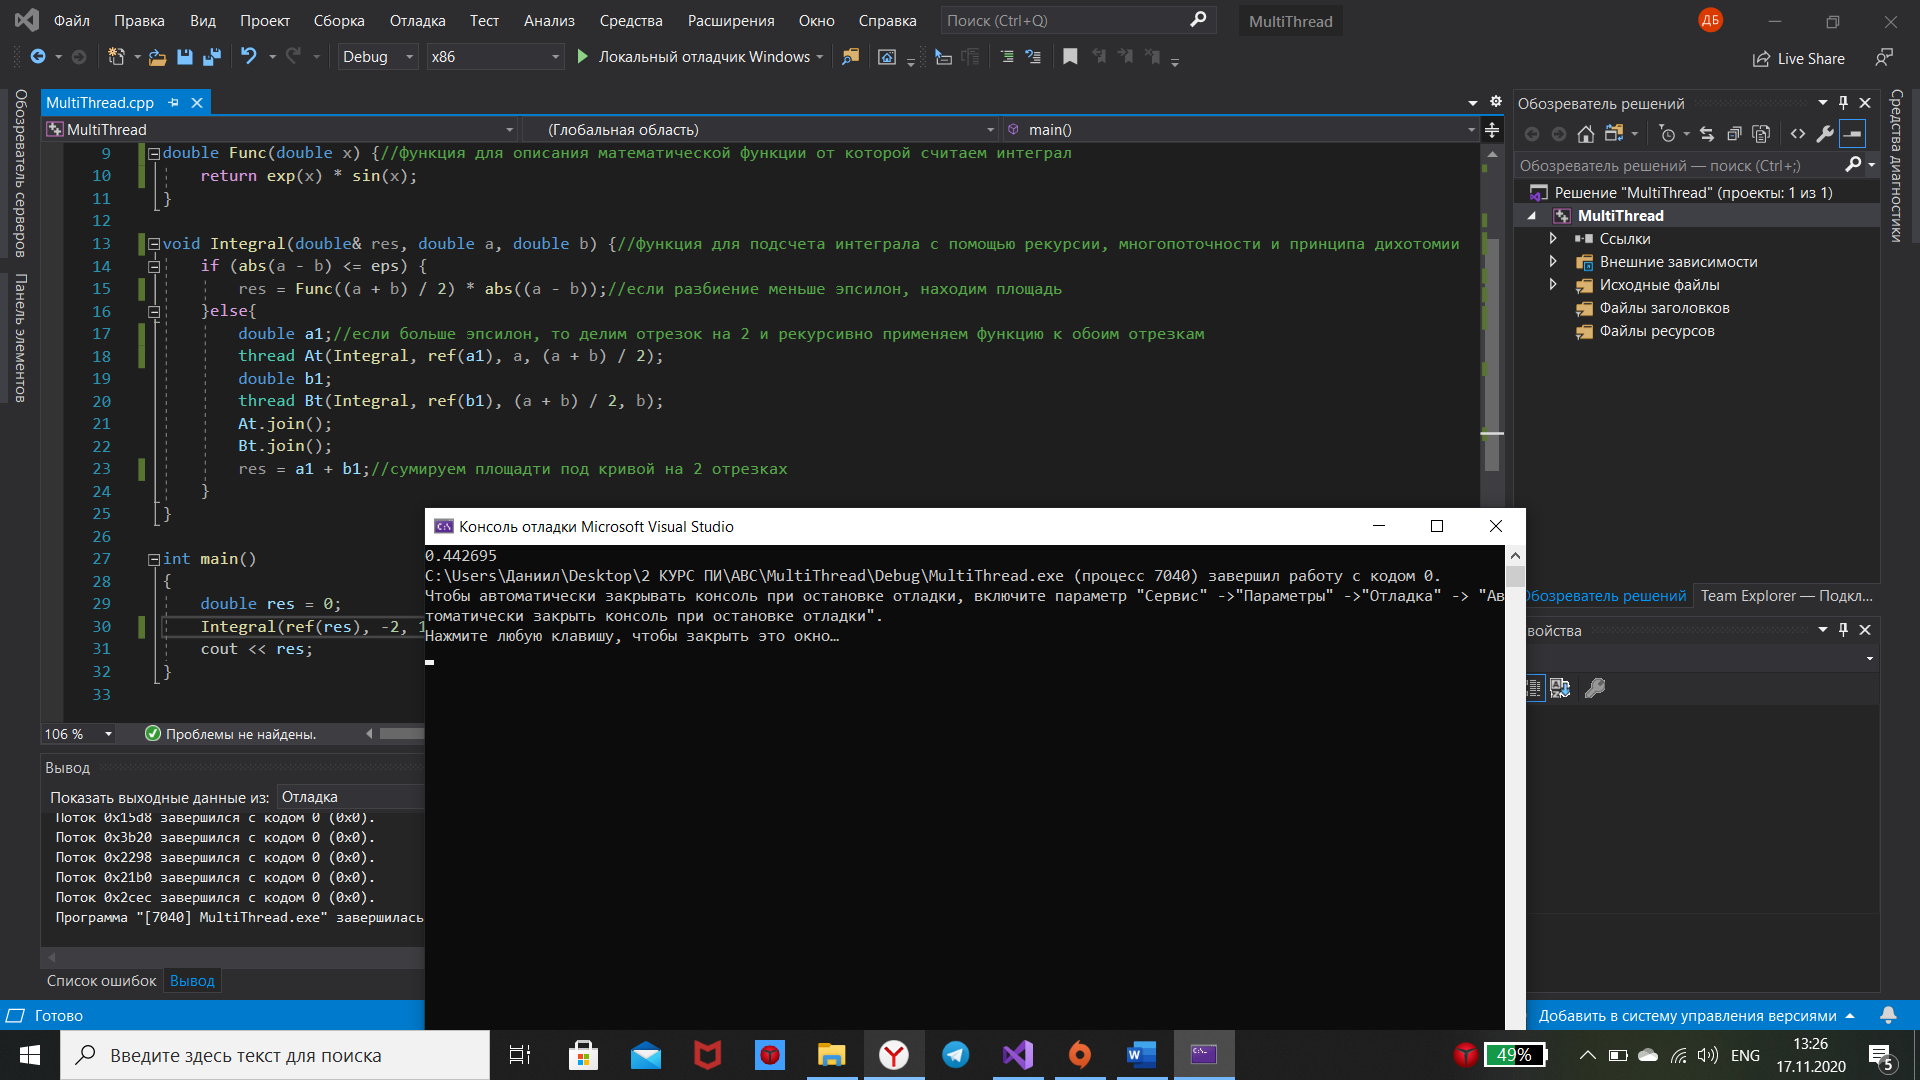 Файл Правка Вид Проект Сборка Отладка Тест Анализ Средства Расширения Окно Справка Поиск (Ctrl+Q) MultiThread ДБ
Debug x86 Локальный отладчик Windows Live Share
Обозреватель серверов
Панель элементов
MultiThread.cpp
MultiThread (Глобальная область) main()
9 double Func(double x) {//функция для описания математической функции от которой считаем интеграл
10 return exp(x) * sin(x);
11 }
12
13 void Integral(double& res, double a, double b) {//функция для подсчета интеграла с помощью рекурсии, многопоточности и принципа дихотомии
14 if (abs(a - b) <= eps) {
15 res = Func((a + b) / 2) * abs((a - b));//если разбиение меньше эпсилон, находим площадь
16 }else{
17 double a1;//если больше эпсилон, то делим отрезок на 2 и рекурсивно применяем функцию к обоим отрезкам
18 thread At(Integral, ref(a1), a, (a + b) / 2);
19 double b1;
20 thread Bt(Integral, ref(b1), (a + b) / 2, b);
21 At.join();
22 Bt.join();
23 res = a1 + b1;//сумируем площадти под кривой на 2 отрезках
24 }
25 }
26
27 int main()
28 {
29 double res = 0;
30 Integral(ref(res), -2, 1
31 cout << res;
32 }
33
106 % Проблемы не найдены.
Вывод
Показать выходные данные из: Отладка
Поток 0x15d8 завершился с кодом 0 (0x0).
Поток 0x3b20 завершился с кодом 0 (0x0).
Поток 0x2298 завершился с кодом 0 (0x0).
Поток 0x21b0 завершился с кодом 0 (0x0).
Поток 0x2cec завершился с кодом 0 (0x0).
Программа "[7040] MultiThread.exe" завершилась
Список ошибок Вывод
Консоль отладки Microsoft Visual Studio
0.442695
C:\Users\Даниил\Desktop\2 КУРС ПИ\АВС\MultiThread\Debug\MultiThread.exe (процесс 7040) завершил работу с кодом 0.
Чтобы автоматически закрывать консоль при остановке отладки, включите параметр "Сервис" ->"Параметры" ->"Отладка" -> "Ав
томатически закрыть консоль при остановке отладки".
Нажмите любую клавишу, чтобы закрыть это окно…
Обозреватель решений
Обозреватель решений — поиск (Ctrl+;)
Решение "MultiThread" (проекты: 1 из 1)
MultiThread
Ссылки
Внешние зависимости
Исходные файлы
Файлы заголовков
Файлы ресурсов
Обозреватель решений Team Explorer — Подкл...
войства
Средства диагностики
Готово Добавить в систему управления версиями
Введите здесь текст для поиска 49% ENG 13:26
17.11.2020 5